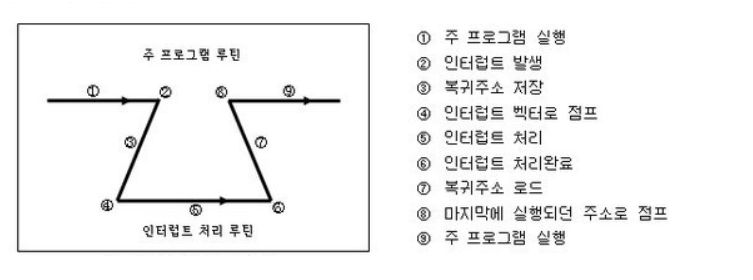 주 프로그램 루틴
① ② ⑧ ⑨
③ ⑦
④ ⑤ ⑥
인터럽트 처리 루틴
① 주 프로그램 실행
② 인터럽트 발생
③ 복귀주소 저장
④ 인터럽트 벡터로 점프
⑤ 인터럽트 처리
⑥ 인터럽트 처리완료
⑦ 복귀주소 로드
⑧ 마지막에 실행되던 주소로 점프
⑨ 주 프로그램 실행